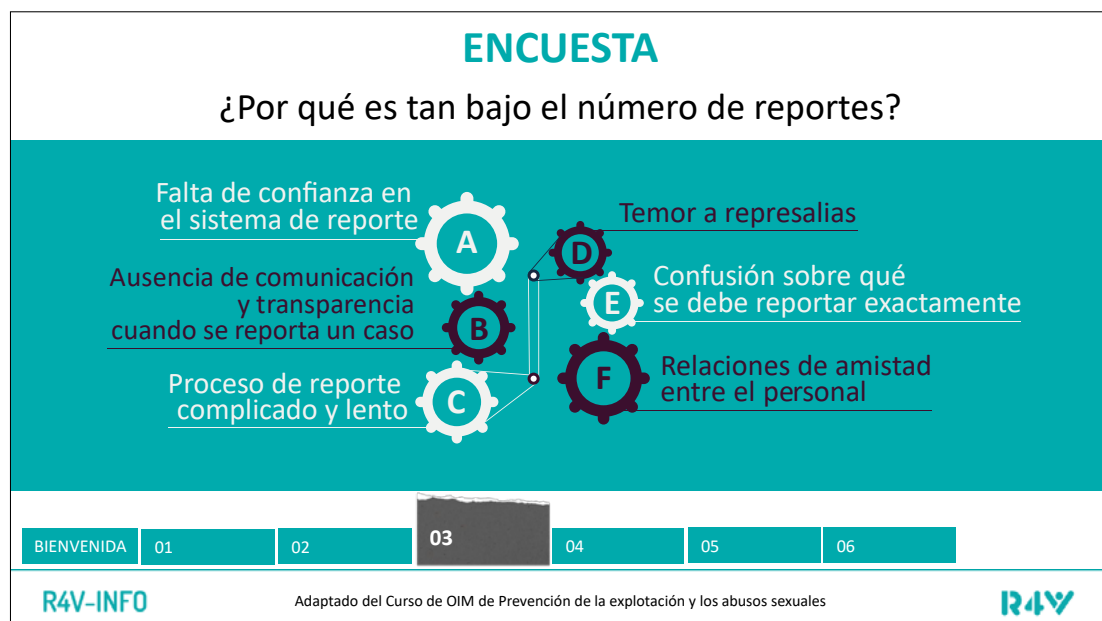 ENCUESTA
¿Por qué es tan bajo el número de reportes?
Falta de confianza en
el sistema de reporte
A
Ausencia de comunicación
y transparencia
cuando se reporta un caso
B
Proceso de reporte
complicado y lento
C
D
Temor a represalias
E
Confusión sobre qué
se debe reportar exactamente
F
Relaciones de amistad
entre el personal
BIENVENIDA
01
02
03
04
05
06
R4V-INFO
Adaptado del Curso de OIM de Prevención de la explotación y los abusos sexuales
R4V